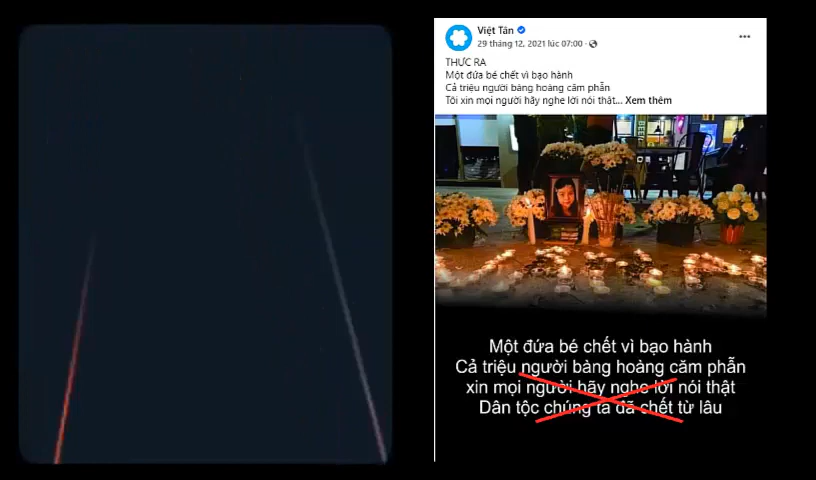 Việt Tân
29 tháng 12, 2021 lúc 07:00 ·
THỰC RA
Một đứa bé chết vì bạo hành
Cả triệu người bàng hoàng căm phẫn
Tôi xin mọi người hãy nghe lời nói thật... Xem thêm
Một đứa bé chết vì bạo hành
Cả triệu người bàng hoàng căm phẫn
xin mọi người hãy nghe lời nói thật
Dân tộc chúng ta đã chết từ lâu